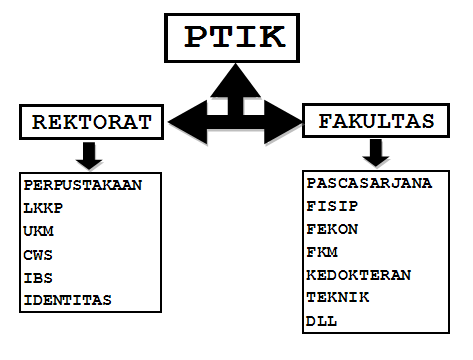 PTIK
REKTORAT
FAKULTAS
PERPUSTAKAAN
LKKP
UKM
CWS
IBS
IDENTITAS
PASCASARJANA
FISIP
FEKON
FKM
KEDOKTERAN
TEKNIK
DLL